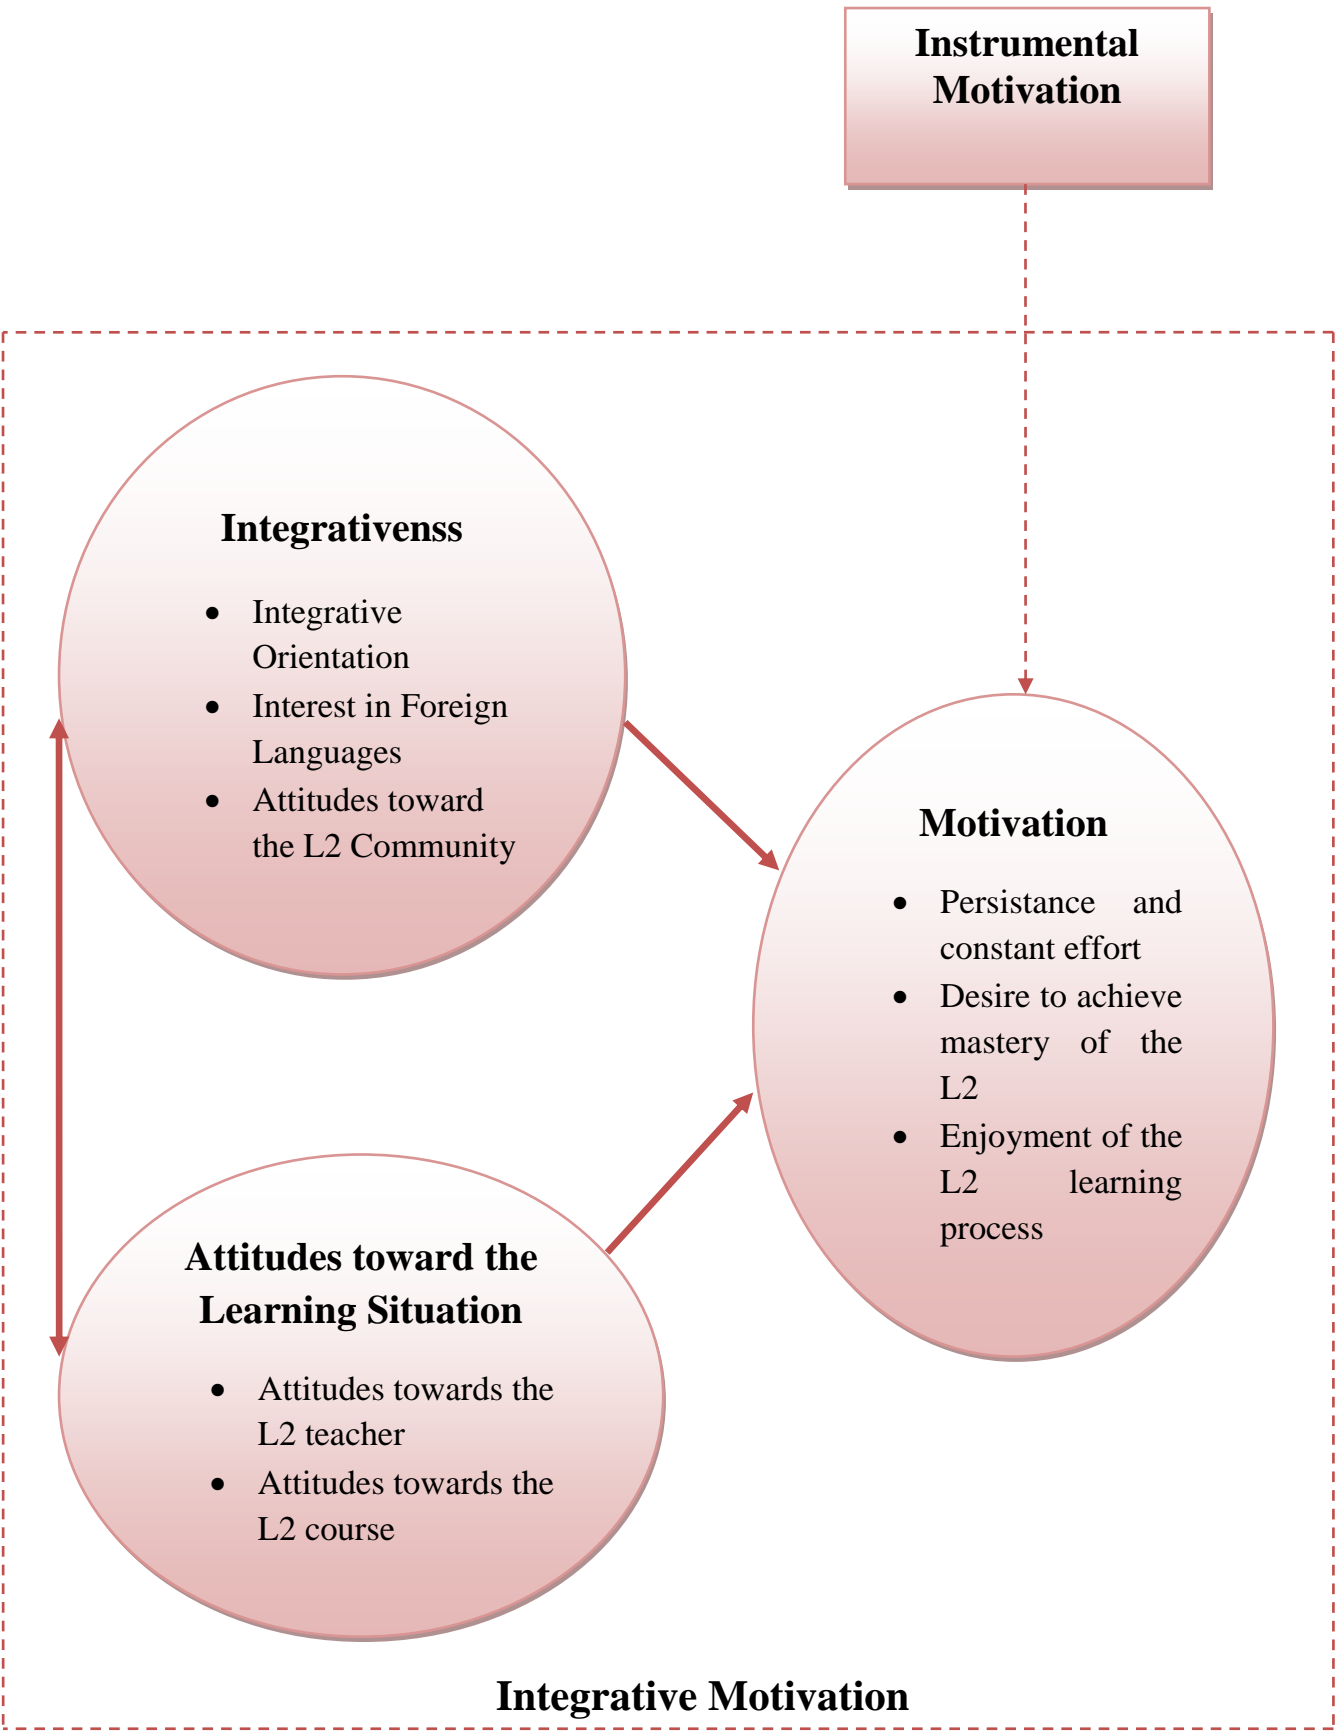 Instrumental
Motivation
Integrativenss
• Integrative
Orientation
• Interest in Foreign
Languages
• Attitudes toward
the L2 Community
Motivation
• Persistance and
constant effort
• Desire to achieve
mastery of the
L2
• Enjoyment of the
L2 learning
process
Attitudes toward the
Learning Situation
• Attitudes towards the
L2 teacher
• Attitudes towards the
L2 course
Integrative Motivation